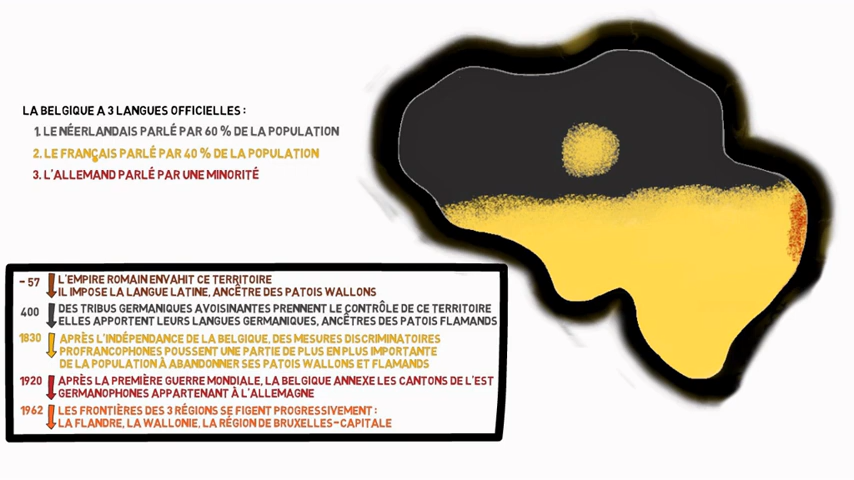 LA BELGIQUE A 3 LANGUES OFFICIELLES :
1. LE NÉERLANDAIS PARLÉ PAR 60 % DE LA POPULATION
2. LE FRANÇAIS PARLÉ PAR 40 % DE LA POPULATION
3. L'ALLEMAND PARLÉ PAR UNE MINORITÉ
- 57 L'EMPIRE ROMAIN ENVAHIT CE TERRITOIRE
IL IMPOSE LA LANGUE LATINE, ANCÊTRE DES PATOIS WALLONS
400 DES TRIBUS GERMANIQUES AVOISINANTES PRENNENT LE CONTRÔLE DE CE TERRITOIRE
ELLES APPORTENT LEURS LANGUES GERMANIQUES, ANCÊTRES DES PATOIS FLAMANDS
1830 APRÈS L'INDÉPENDANCE DE LA BELGIQUE, DES MESURES DISCRIMINATOIRES
PROFRANCOPHONES POUSSENT UNE PARTIE DE PLUS EN PLUS IMPORTANTE
DE LA POPULATION À ABANDONNER SES PATOIS WALLONS ET FLAMANDS
1920 APRÈS LA PREMIÈRE GUERRE MONDIALE, LA BELGIQUE ANNEXE LES CANTONS DE L'EST
GERMANOPHONES APPARTENANT À L'ALLEMAGNE
1962 LES FRONTIÈRES DES 3 RÉGIONS SE FIGENT PROGRESSIVEMENT :
LA FLANDRE, LA WALLONIE, LA RÉGION DE BRUXELLES-CAPITALE